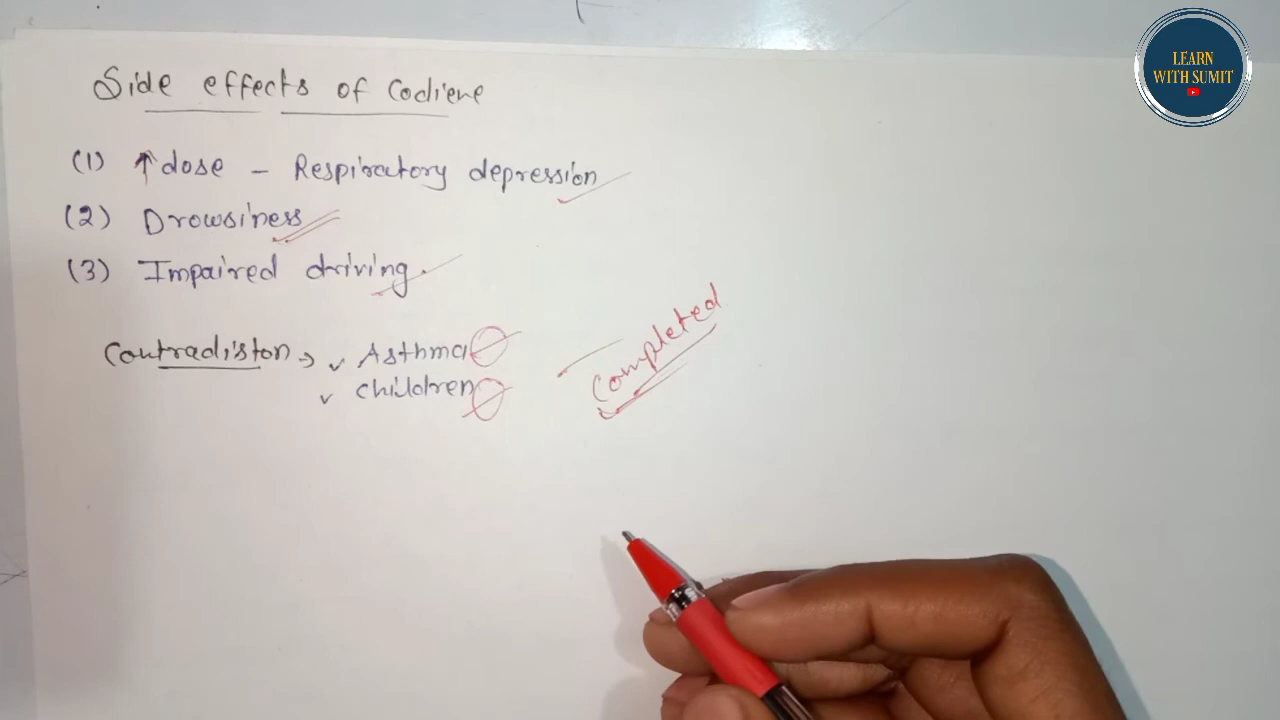 Side effects of Codiene
(1) ↑ dose - Respiratory depression
(2) Drowsiness
(3) Impaired driving.
Contradiston → ✓ Asthma
✓ children
Completed
LEARN
WITH SUMIT